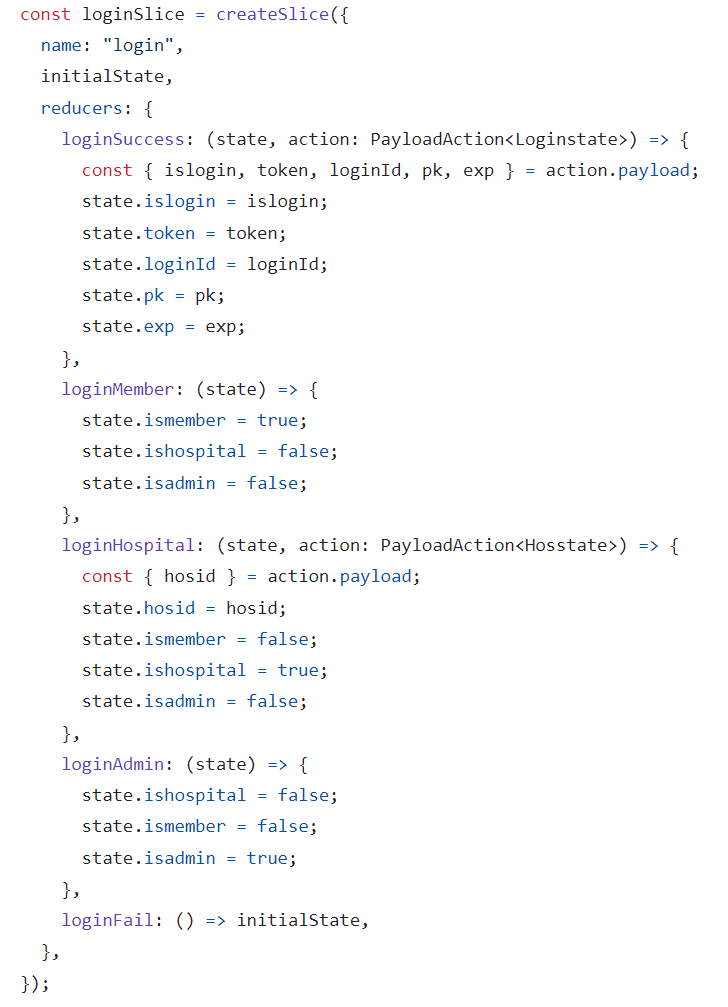 const loginSlice = createSlice({
  name: "login",
  initialState,
  reducers: {
    loginSuccess: (state, action: PayloadAction<Loginstate>) => {
      const { islogin, token, loginId, pk, exp } = action.payload;
      state.islogin = islogin;
      state.token = token;
      state.loginId = loginId;
      state.pk = pk;
      state.exp = exp;
    },
    loginMember: (state) => {
      state.ismember = true;
      state.ishospital = false;
      state.isadmin = false;
    },
    loginHospital: (state, action: PayloadAction<Hosstate>) => {
      const { hosid } = action.payload;
      state.hosid = hosid;
      state.ismember = false;
      state.ishospital = true;
      state.isadmin = false;
    },
    loginAdmin: (state) => {
      state.ishospital = false;
      state.ismember = false;
      state.isadmin = true;
    },
    loginFail: () => initialState,
  },
});